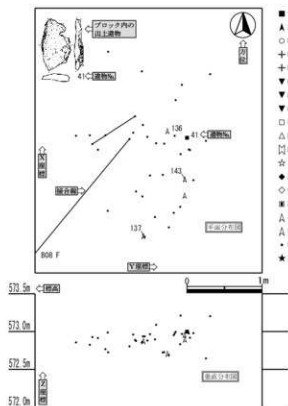 ブロック内の
出土遺物
41 遺物№
方位
136
41 遺物№
X座標
143
接合線
137
平面分布図
808 F
Y座標
573.5m
標高
0
1m
573.0m
572.5m
Z座標
垂直分布図
572.0m